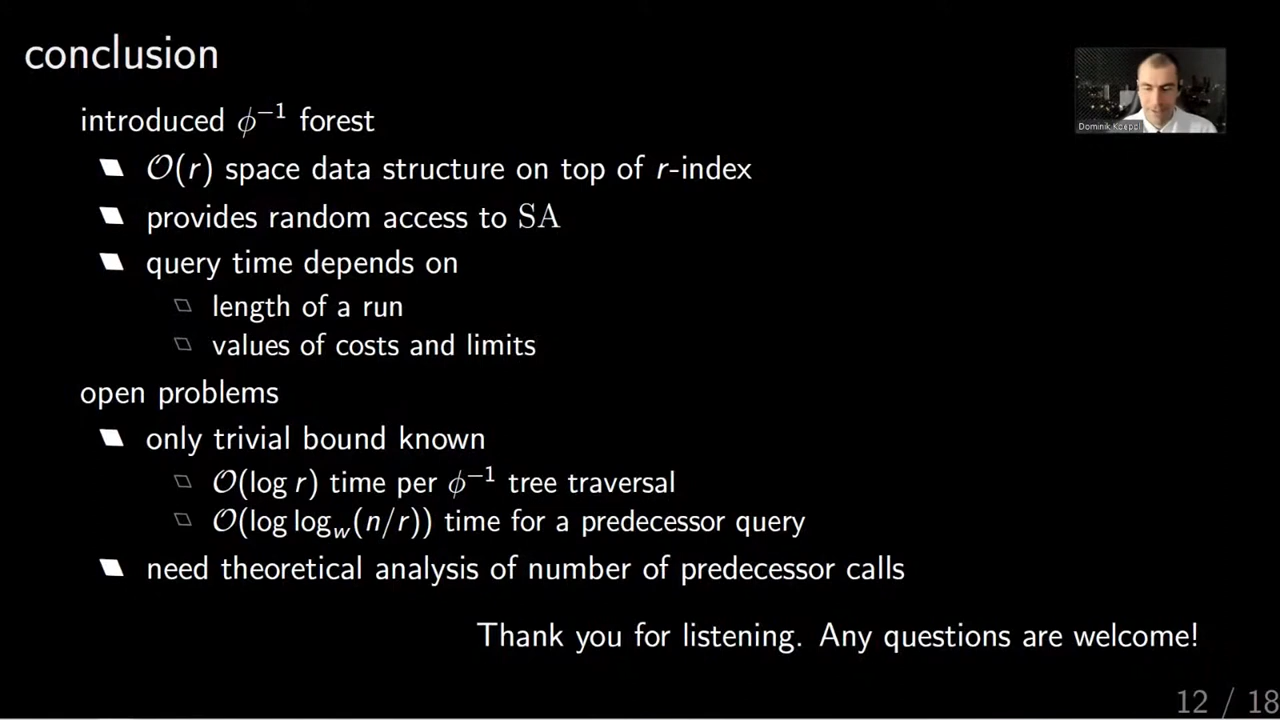 conclusion
introduced ϕ⁻¹ forest
O(r) space data structure on top of r-index
provides random access to SA
query time depends on
length of a run
values of costs and limits
open problems
only trivial bound known
O(log r) time per ϕ⁻¹ tree traversal
O(log log_w(n/r)) time for a predecessor query
need theoretical analysis of number of predecessor calls
Thank you for listening. Any questions are welcome!
12 / 18
Dominik Koeppl